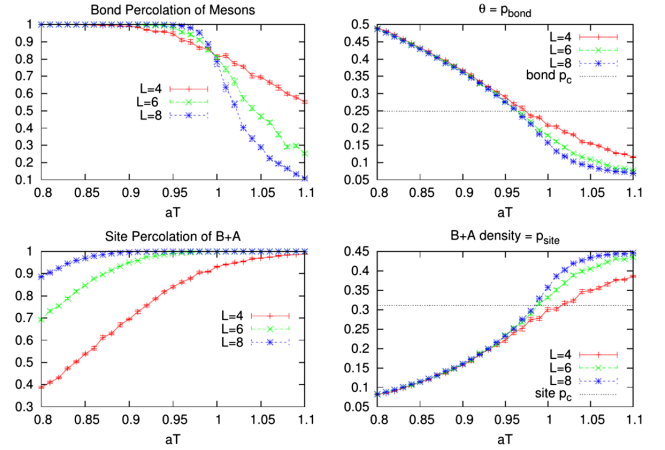 Bond Percolation of Mesons
1
0.9
0.8
0.7
0.6
0.5
0.4
0.3
0.2
0.1
L=4
L=6
L=8
0.8 0.85 0.9 0.95 1 1.05 1.1
aT
θ = p_bond
0.5
0.45
0.4
0.35
0.3
0.25
0.2
0.15
0.1
0.05
L=4
L=6
L=8
bond p_c
0.8 0.85 0.9 0.95 1 1.05 1.1
aT
Site Percolation of B+A
1
0.9
0.8
0.7
0.6
0.5
0.4
0.3
L=4
L=6
L=8
0.8 0.85 0.9 0.95 1 1.05 1.1
aT
B+A density = p_site
0.45
0.4
0.35
0.3
0.25
0.2
0.15
0.1
0.05
L=4
L=6
L=8
site p_c
0.8 0.85 0.9 0.95 1 1.05 1.1
aT